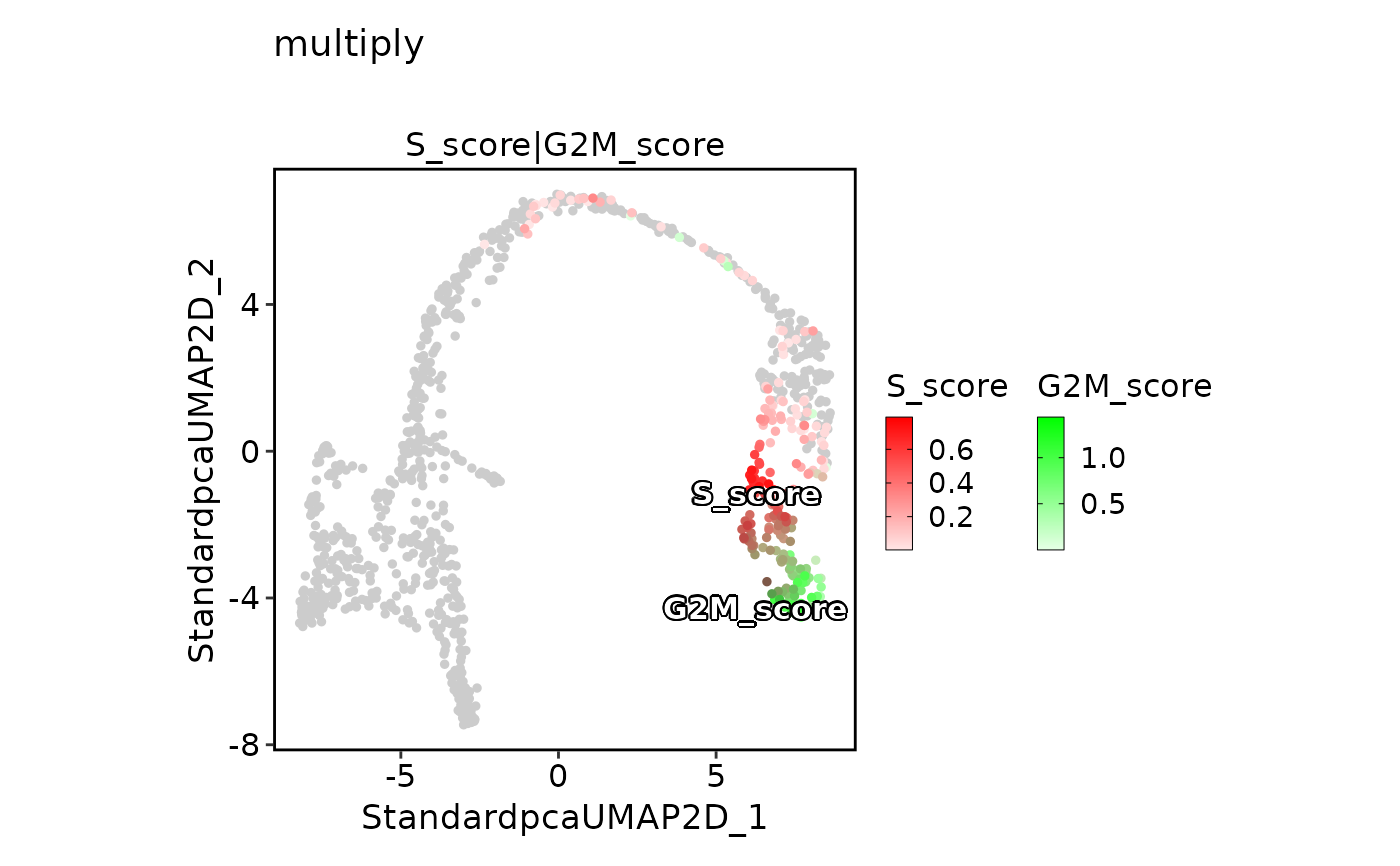 multiply
S_score|G2M_score
StandardpcaUMAP2D_2
4
0
-4
-8
S_score
G2M_score
-5 0 5
StandardpcaUMAP2D_1
S_score G2M_score
0.6
0.4
0.2
1.0
0.5